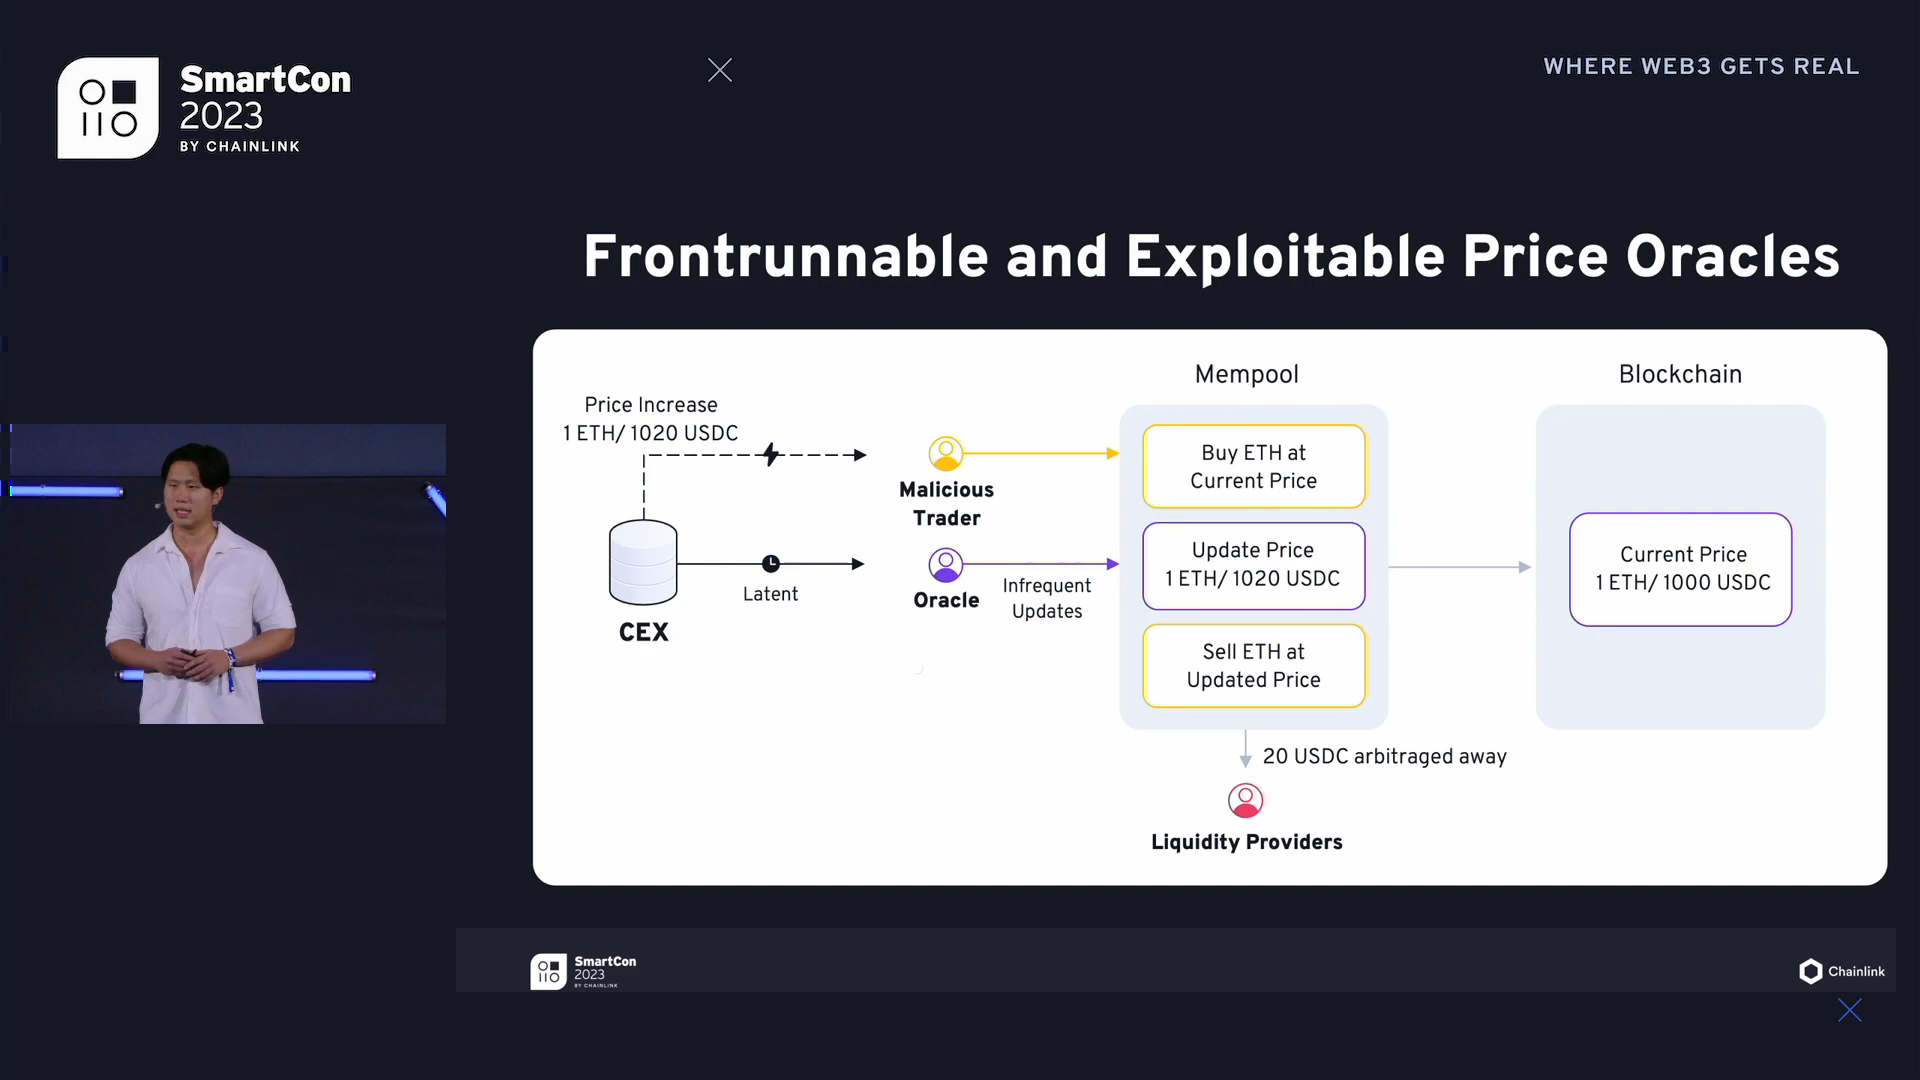 SmartCon
2023
BY CHAINLINK
WHERE WEB3 GETS REAL
Frontrunnable and Exploitable Price Oracles
Price Increase
1 ETH/ 1020 USDC
CEX
Latent
Malicious
Trader
Oracle
Infrequent
Updates
Mempool
Buy ETH at
Current Price
Update Price
1 ETH/ 1020 USDC
Sell ETH at
Updated Price
20 USDC arbitraged away
Liquidity Providers
Blockchain
Current Price
1 ETH/ 1000 USDC
SmartCon
2023
BY CHAINLINK
Chainlink